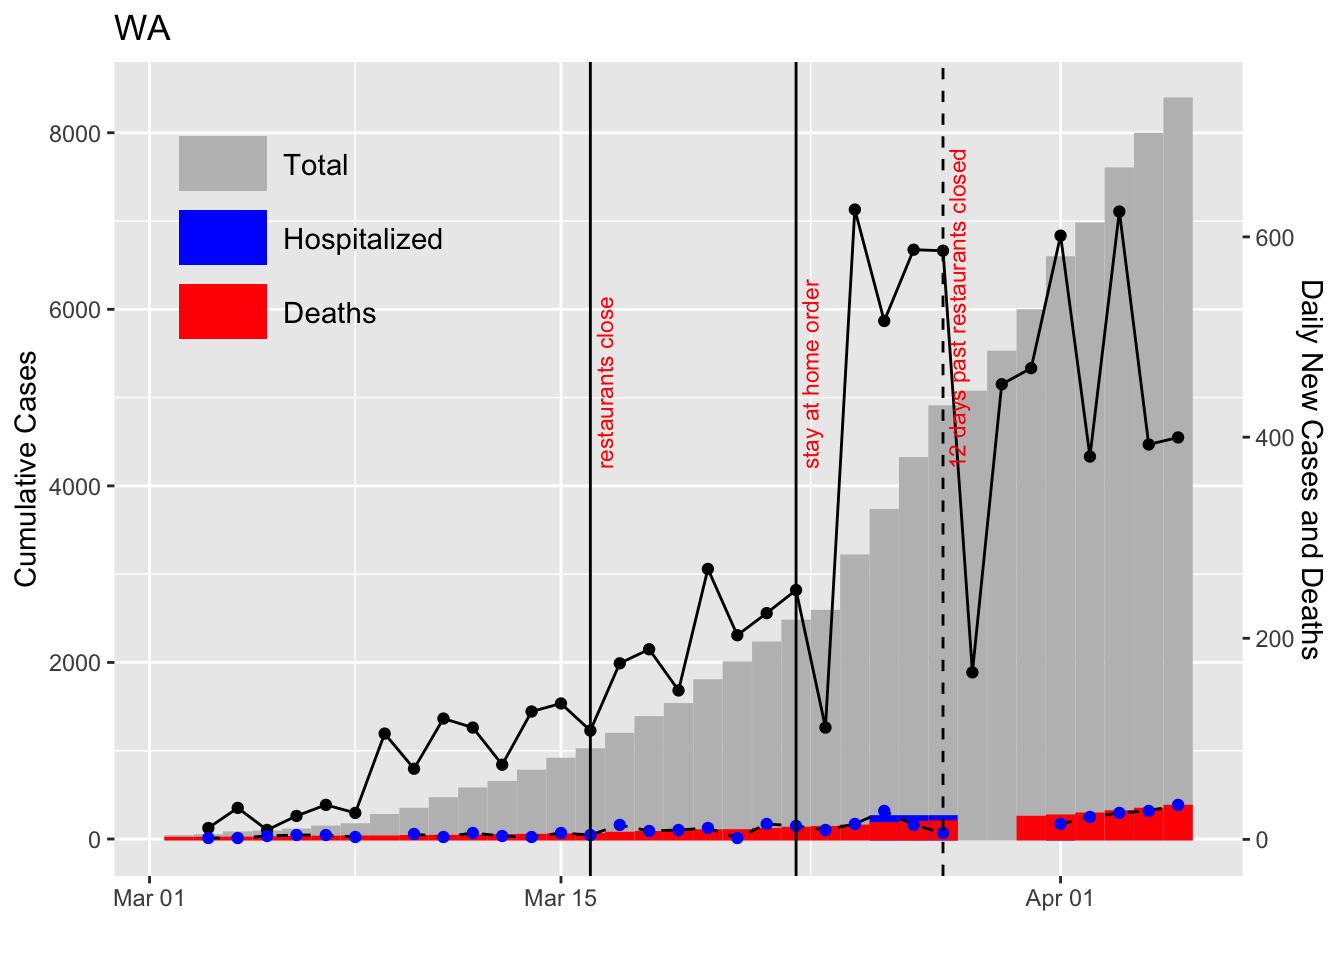 WA
Total
Hospitalized
Deaths
8000
6000
4000
2000
0
Cumulative Cases
restaurants close
stay at home order
12 days past restaurants closed
600
400
200
0
Daily New Cases and Deaths
Mar 01
Mar 15
Apr 01